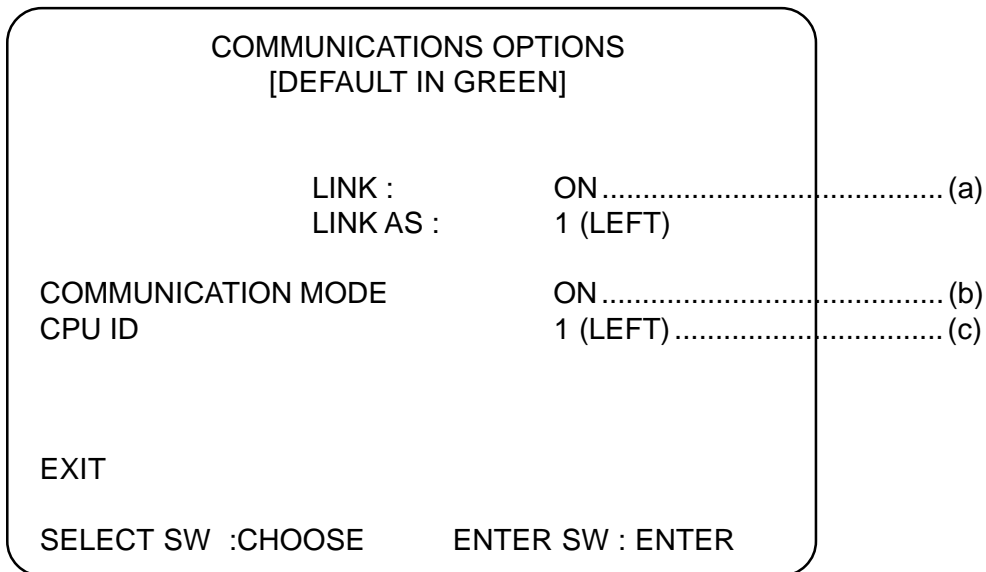 COMMUNICATIONS OPTIONS
[DEFAULT IN GREEN]
LINK : ON ........................................... (a)
LINK AS : 1 (LEFT)
COMMUNICATION MODE ON ........................................... (b)
CPU ID 1 (LEFT) ................................. (c)
EXIT
SELECT SW :CHOOSE ENTER SW : ENTER